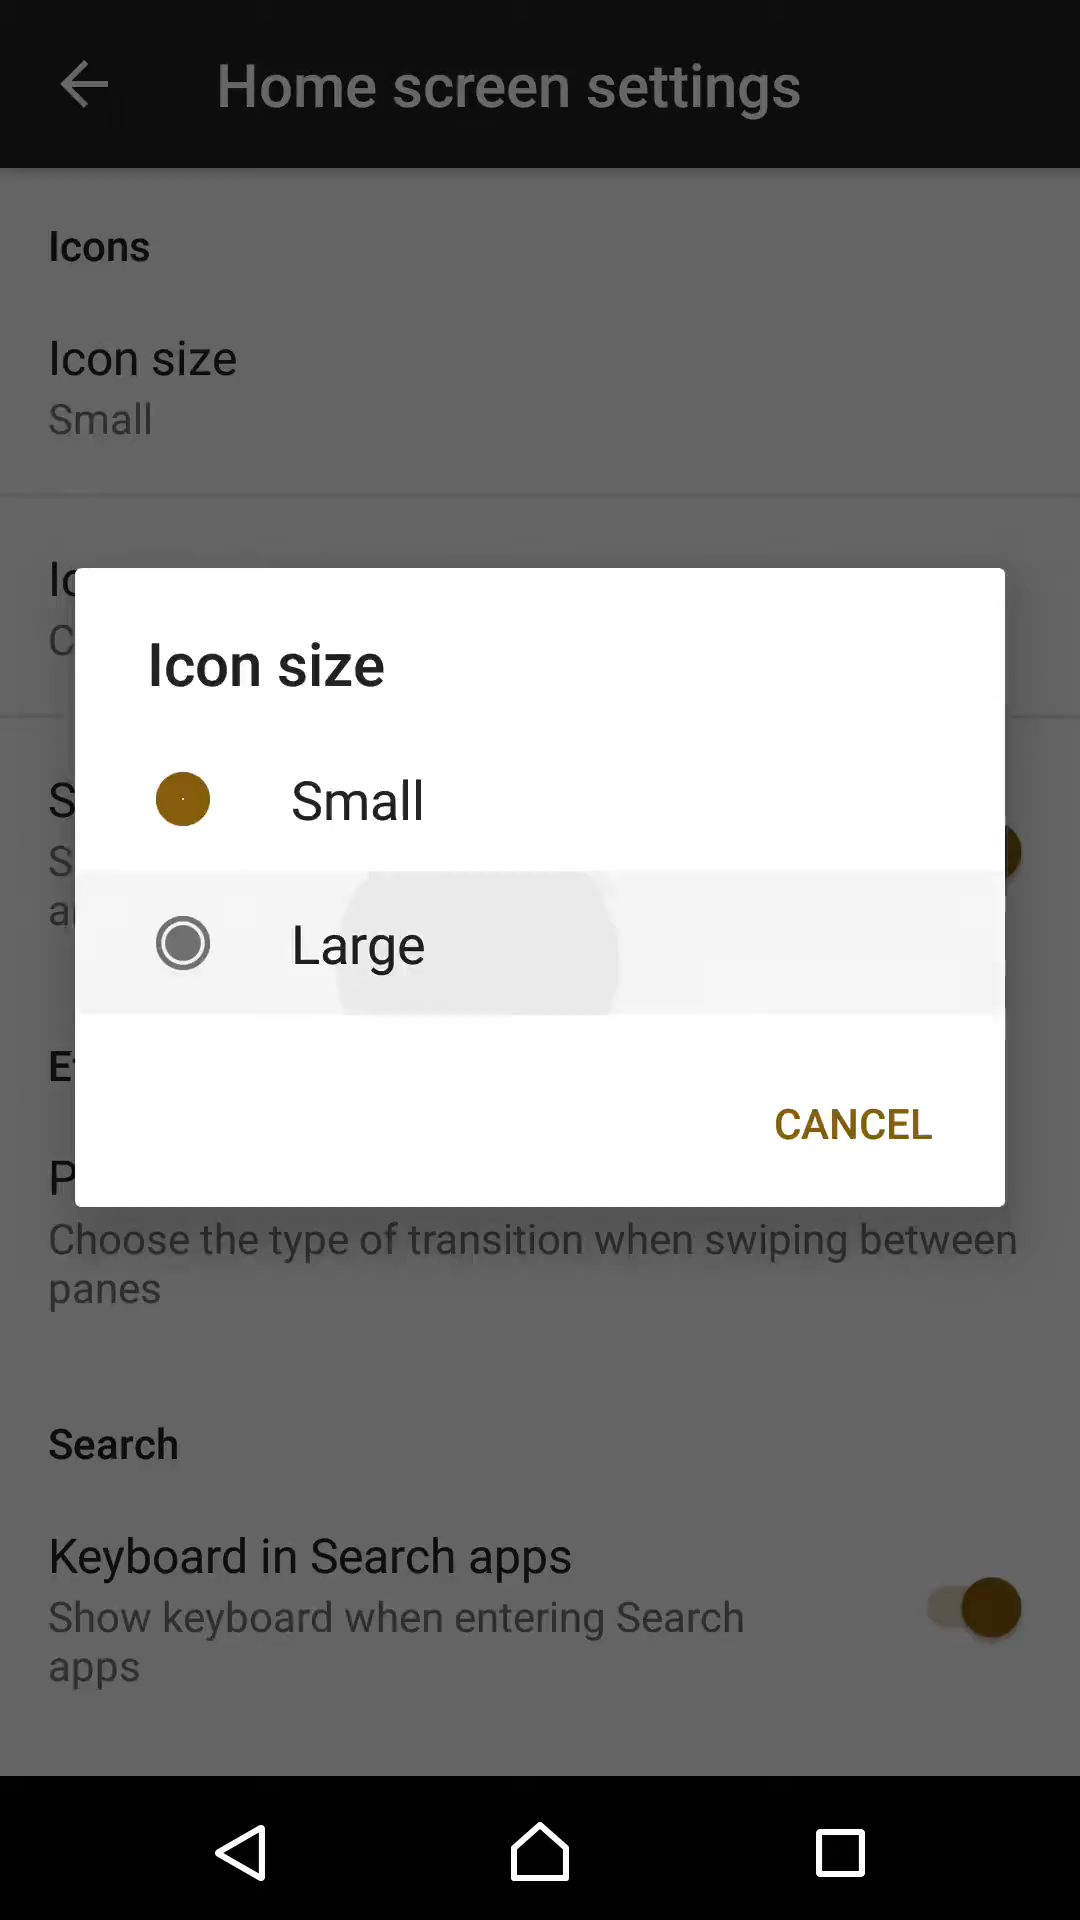 Home screen settings
Icons
Icon size
Small
Icon size
Small
Large
CANCEL
Choose the type of transition when swiping between
panes
Search
Keyboard in Search apps
Show keyboard when entering Search
apps